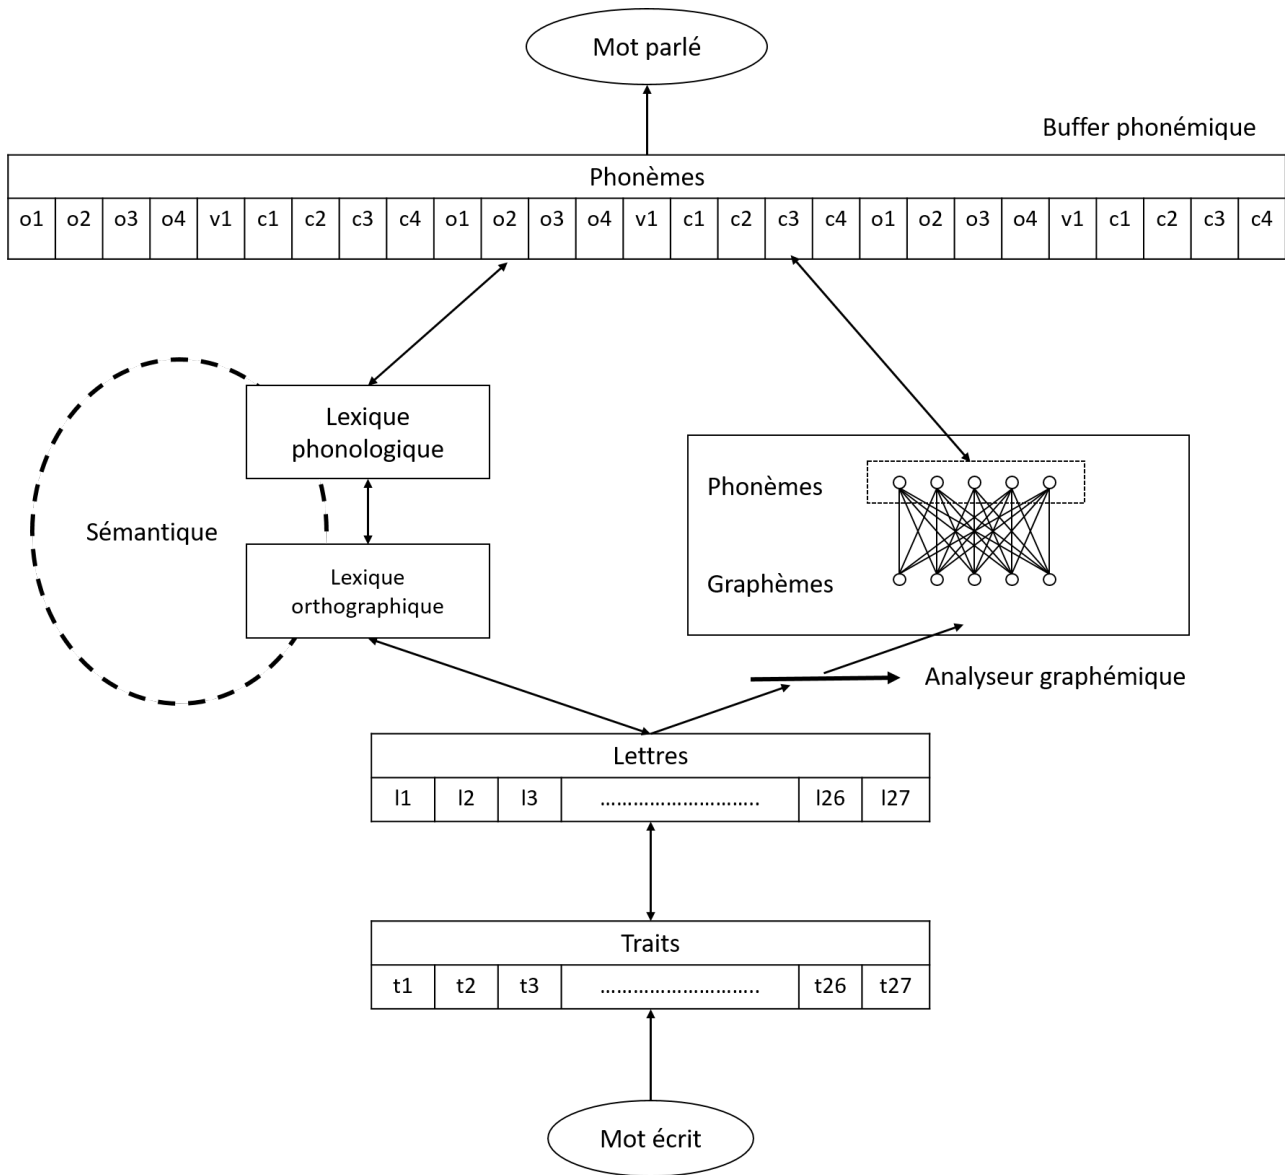 Mot parlé
Buffer phonémique
Phonèmes
o1 o2 o3 o4 v1 c1 c2 c3 c4 o1 o2 o3 o4 v1 c1 c2 c3 c4 o1 o2 o3 o4 v1 c1 c2 c3 c4
Lexique
phonologique
Sémantique
Lexique
orthographique
Phonèmes
Graphèmes
Analyseur graphémique
Lettres
l1 l2 l3 ………………………….. l26 l27
Traits
t1 t2 t3 ………………………….. t26 t27
Mot écrit